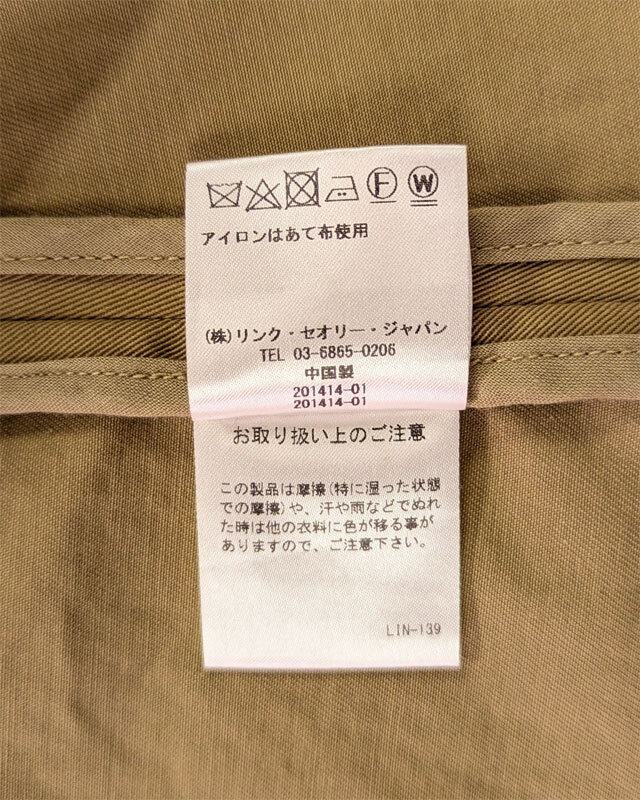 F W
アイロンはあて布使用
(株)リンク・セオリー・ジャパン
TEL 03-6865-0206
中国製
201414-01
201414-01
お取り扱い上のご注意
この製品は摩擦(特に湿った状態
での摩擦)や、汗や雨などでぬれ
た時は他の衣料に色が移る事が
ありますので、ご注意下さい。
LIN-139